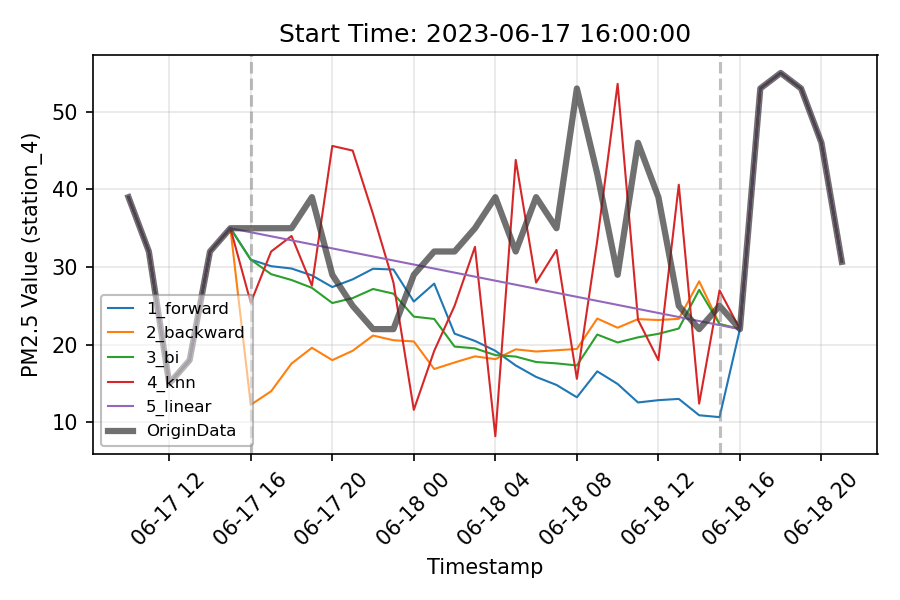 Start Time: 2023-06-17 16:00:00
PM2.5 Value (station_4)
50
40
30
20
10
1_forward
2_backward
3_bi
4_knn
5_linear
OriginData
06-17 12
06-17 16
06-17 20
06-18 00
06-18 04
06-18 08
06-18 12
06-18 16
06-18 20
Timestamp